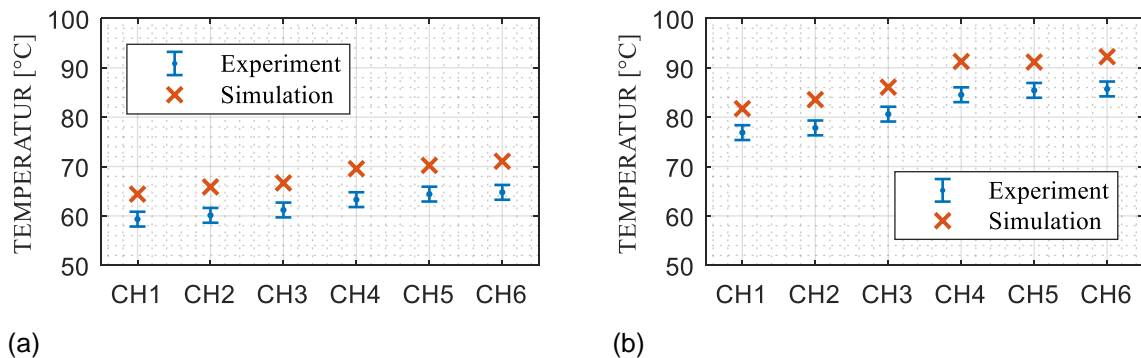 TEMPERATUR [°C]
100
90
80
70
60
50
Experiment
Simulation
CH1 CH2 CH3 CH4 CH5 CH6
(a)
TEMPERATUR [°C]
100
90
80
70
60
50
Experiment
Simulation
CH1 CH2 CH3 CH4 CH5 CH6
(b)